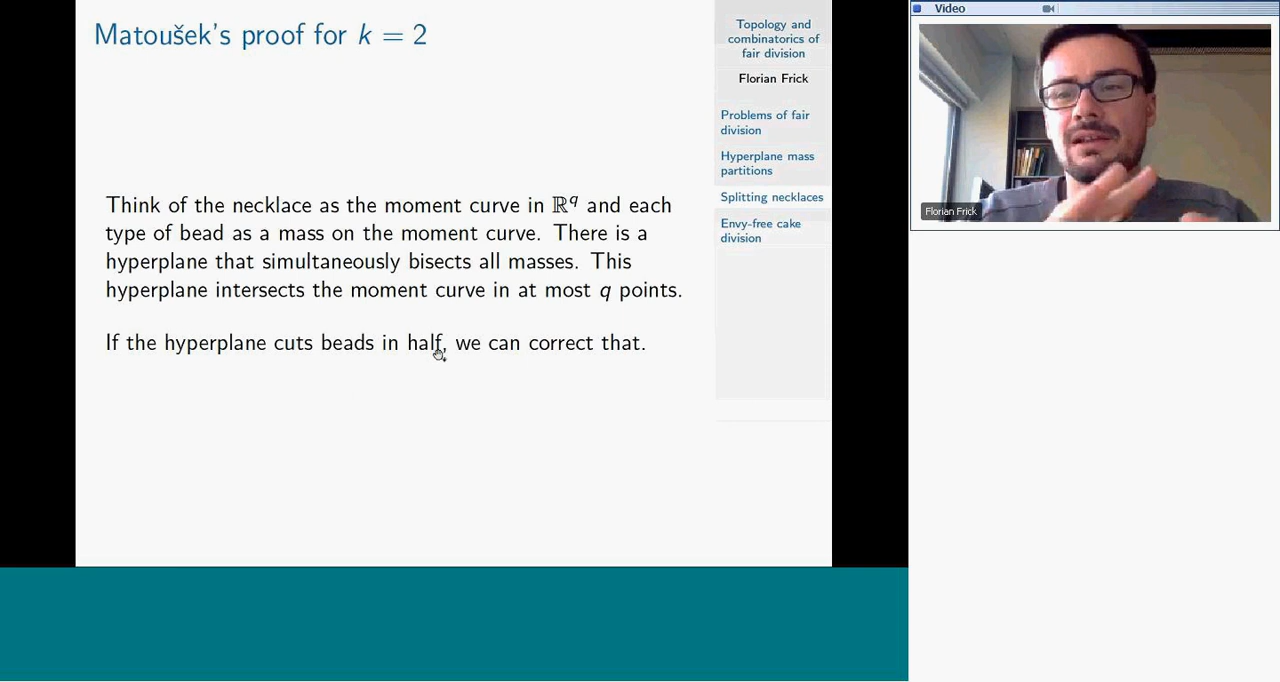 Matoušek's proof for k = 2
Think of the necklace as the moment curve in ℝ^q and each
type of bead as a mass on the moment curve. There is a
hyperplane that simultaneously bisects all masses. This
hyperplane intersects the moment curve in at most q points.
If the hyperplane cuts beads in half, we can correct that.
Topology and
combinatorics of
fair division
Florian Frick
Problems of fair
division
Hyperplane mass
partitions
Splitting necklaces
Envy-free cake
division
Video
Florian Frick